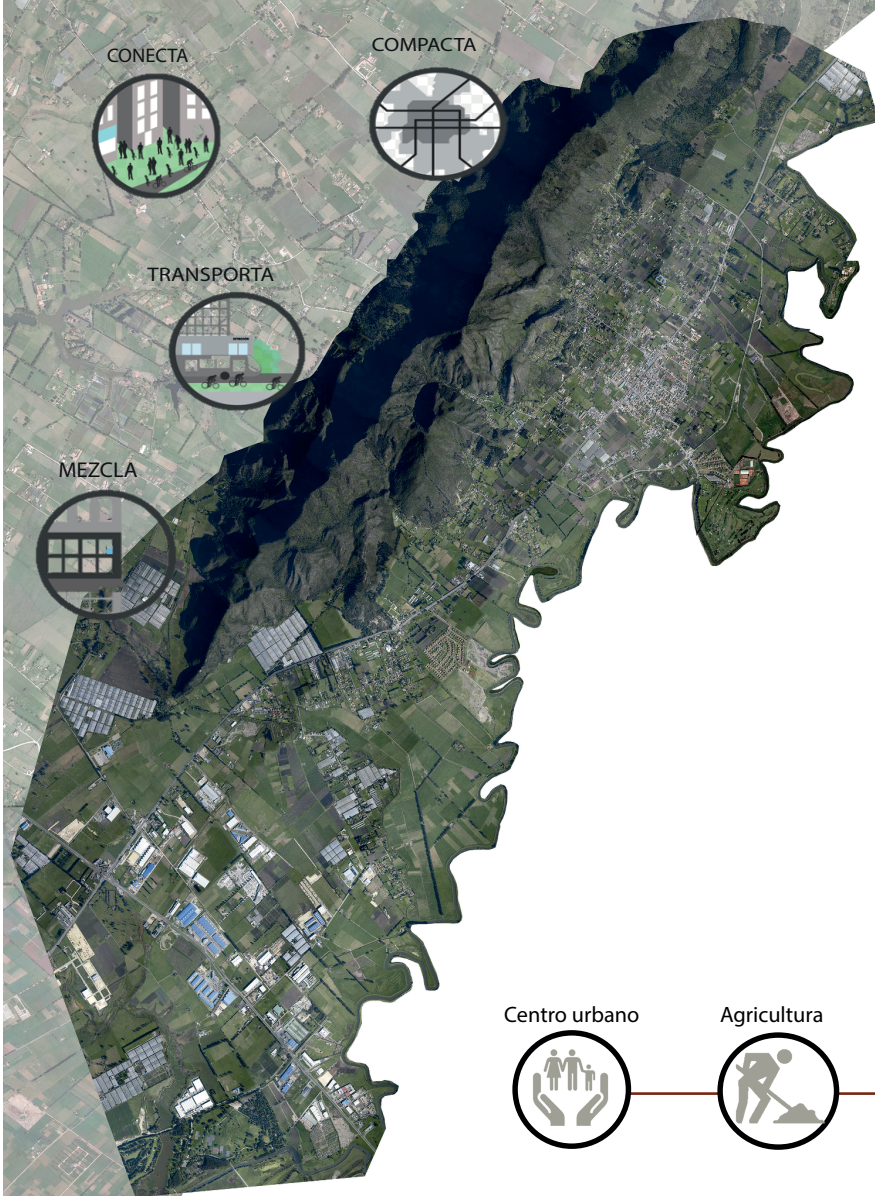 CONECTA
COMPACTA
TRANSPORTA
MEZCLA
Centro urbano
Agricultura